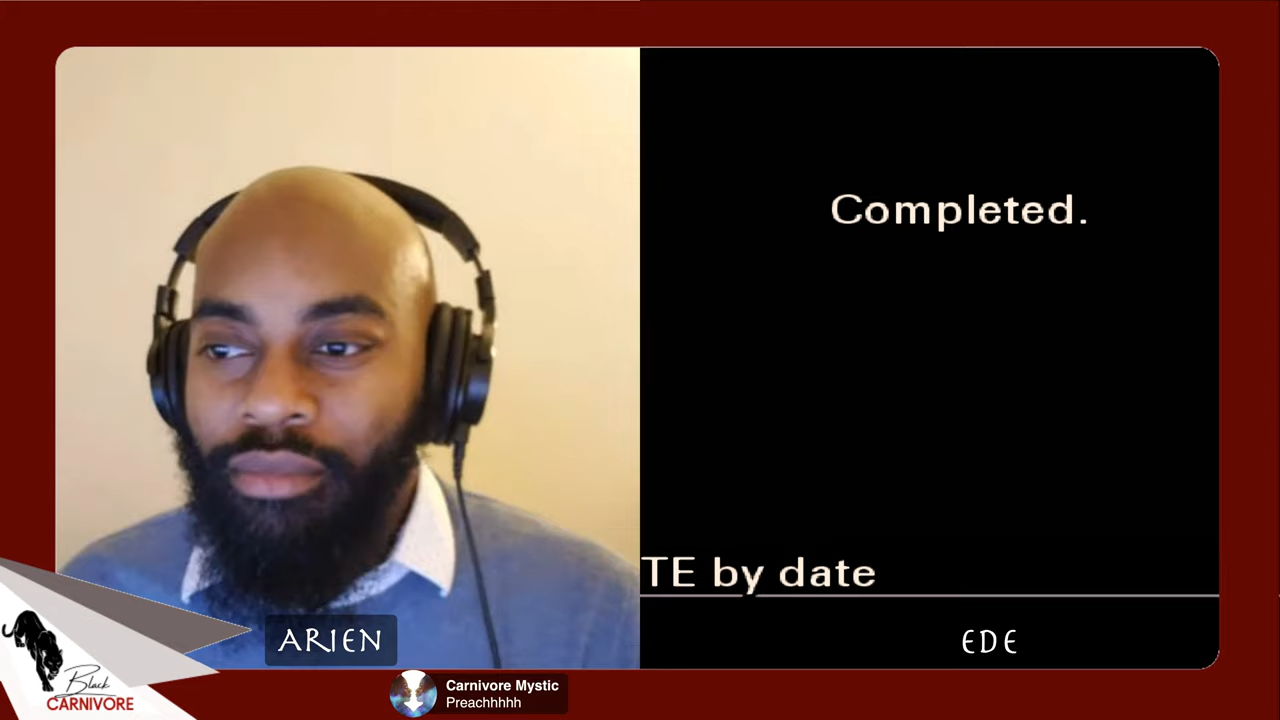 Completed.
TE by date
ARIEN
EDE
Black
CARNIVORE
Carnivore Mystic
Preachhhhh